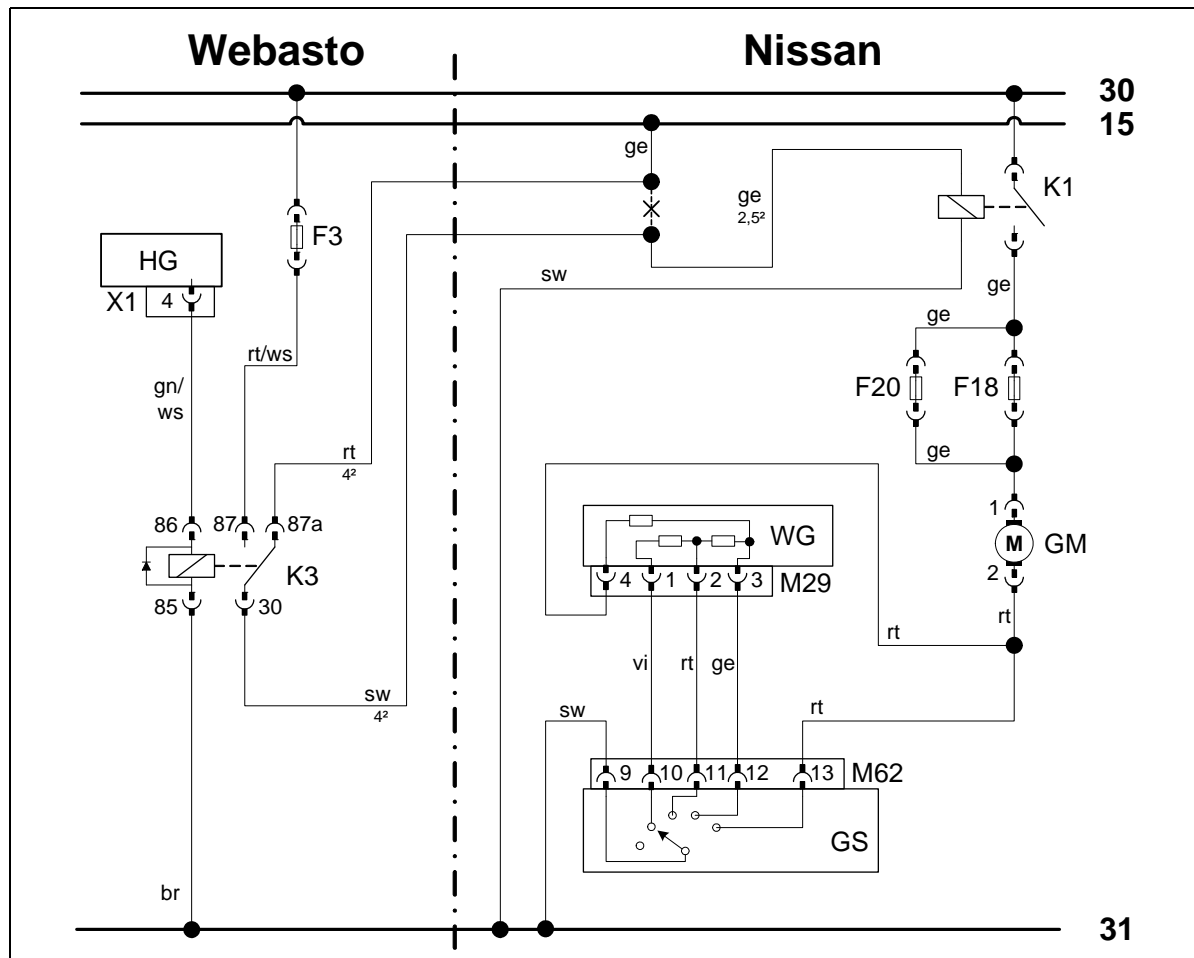 Webasto
Nissan
30
15
ge
K1
ge
2,5²
F3
HG
X1
4
sw
ge
ge
rt/ws
gn/
ws
F20
F18
rt
4²
ge
86
87
87a
1
WG
M
GM
K3
2
4
1
2
3
M29
85
30
rt
rt
vi
rt
ge
sw
4²
sw
rt
9
10
11
12
13
M62
GS
br
31